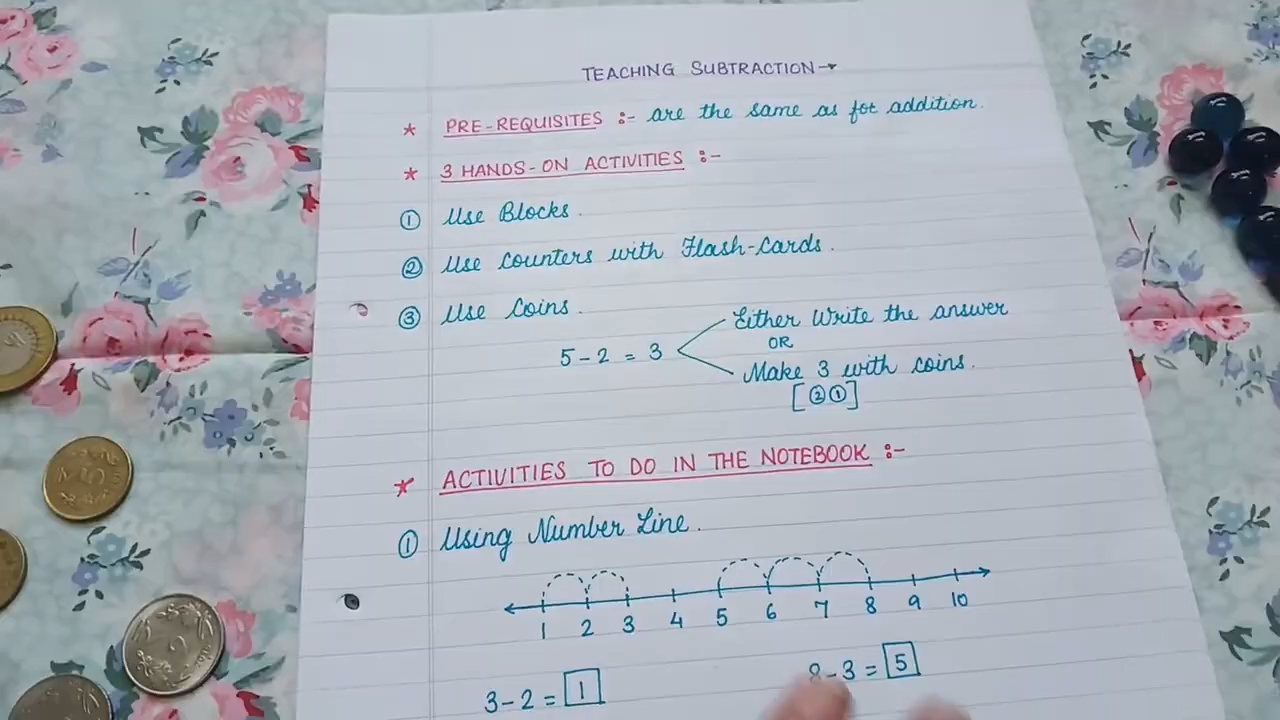 TEACHING SUBTRACTION →
* PRE-REQUISITES :- are the same as for addition.
* 3 HANDS-ON ACTIVITIES :-
① Use Blocks.
② Use counters with Flash-Cards.
③ Use Coins.
5 - 2 = 3
Either Write the answer
OR
Make 3 with coins.
[② ①]
* ACTIVITIES TO DO IN THE NOTEBOOK :-
① Using Number Line.
1 2 3 4 5 6 7 8 9 10
3 - 2 = 1
8 - 3 = 5
5